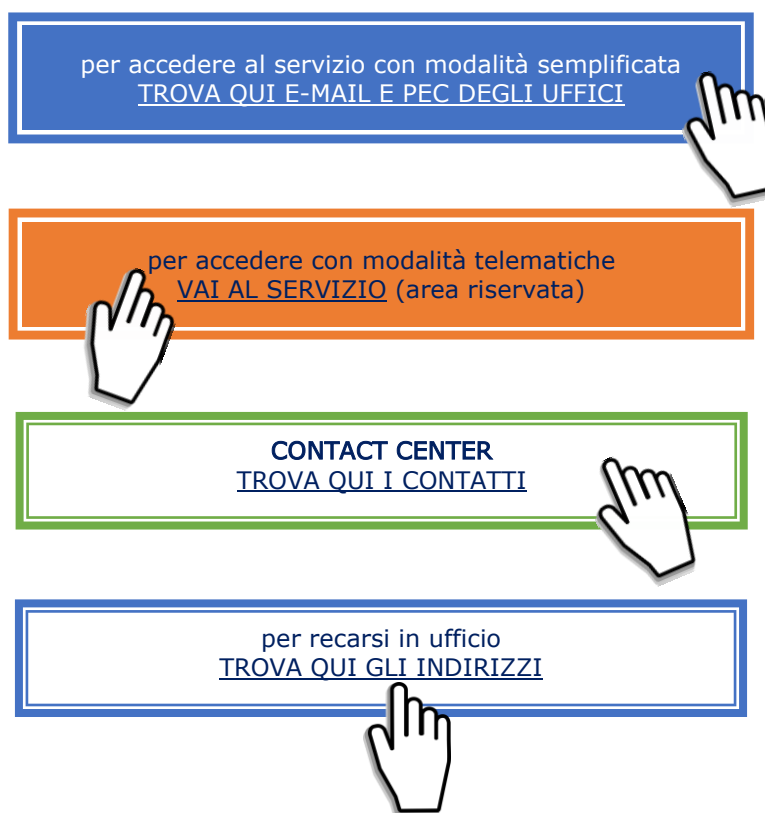 per accedere al servizio con modalità semplificata
TROVA QUI E-MAIL E PEC DEGLI UFFICI
per accedere con modalità telematiche
VAI AL SERVIZIO (area riservata)
CONTACT CENTER
TROVA QUI I CONTATTI
per recarsi in ufficio
TROVA QUI GLI INDIRIZZI